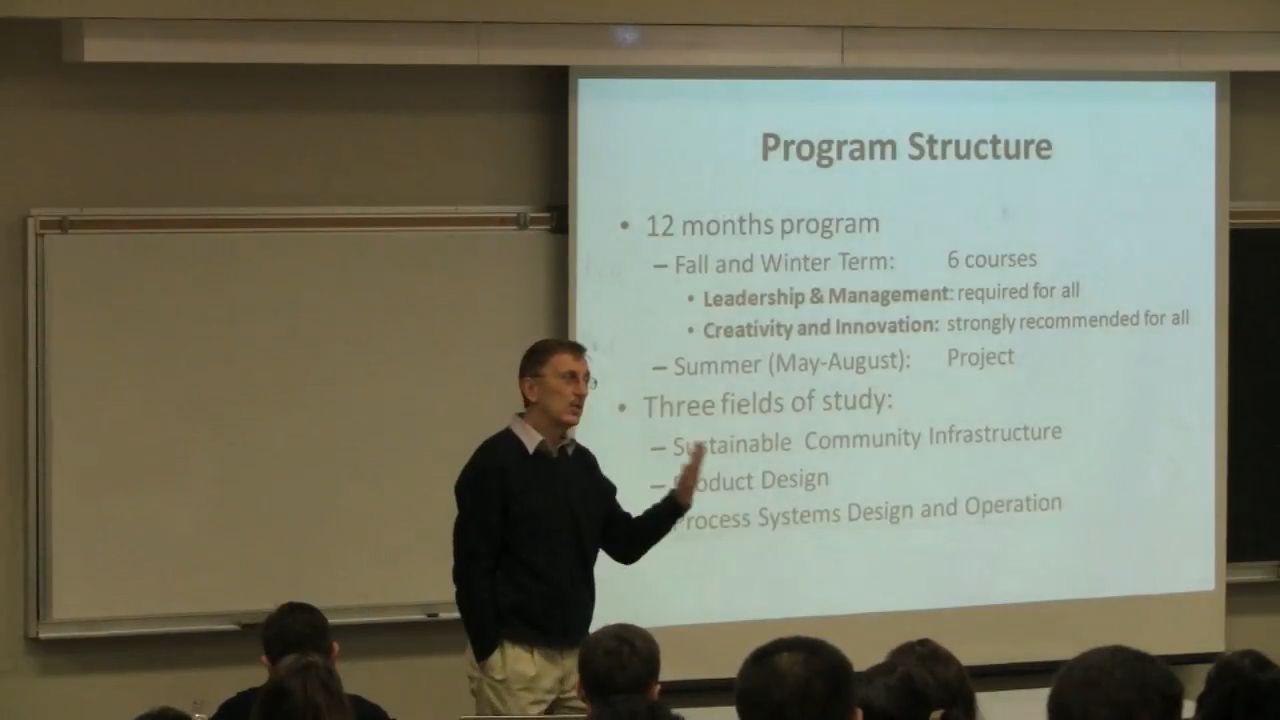 Program Structure
• 12 months program
– Fall and Winter Term: 6 courses
• Leadership & Management: required for all
• Creativity and Innovation: strongly recommended for all
– Summer (May-August): Project
• Three fields of study:
– Sustainable Community Infrastructure
– Product Design
Process Systems Design and Operation